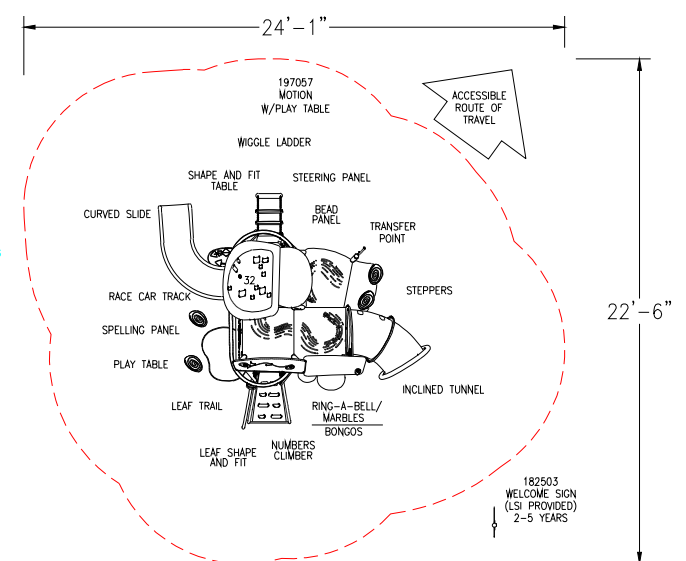 24'-1"
197057
MOTION
W/PLAY TABLE
ACCESSIBLE
ROUTE OF
TRAVEL
WIGGLE LADDER
SHAPE AND FIT
TABLE
STEERING PANEL
CURVED SLIDE
BEAD
PANEL
TRANSFER
POINT
32
RACE CAR TRACK
STEPPERS
22'-6"
SPELLING PANEL
PLAY TABLE
INCLINED TUNNEL
LEAF TRAIL
RING-A-BELL/
MARBLES
BONGOS
LEAF SHAPE
AND FIT
NUMBERS
CLIMBER
182503
WELCOME SIGN
(LSI PROVIDED)
2-5 YEARS